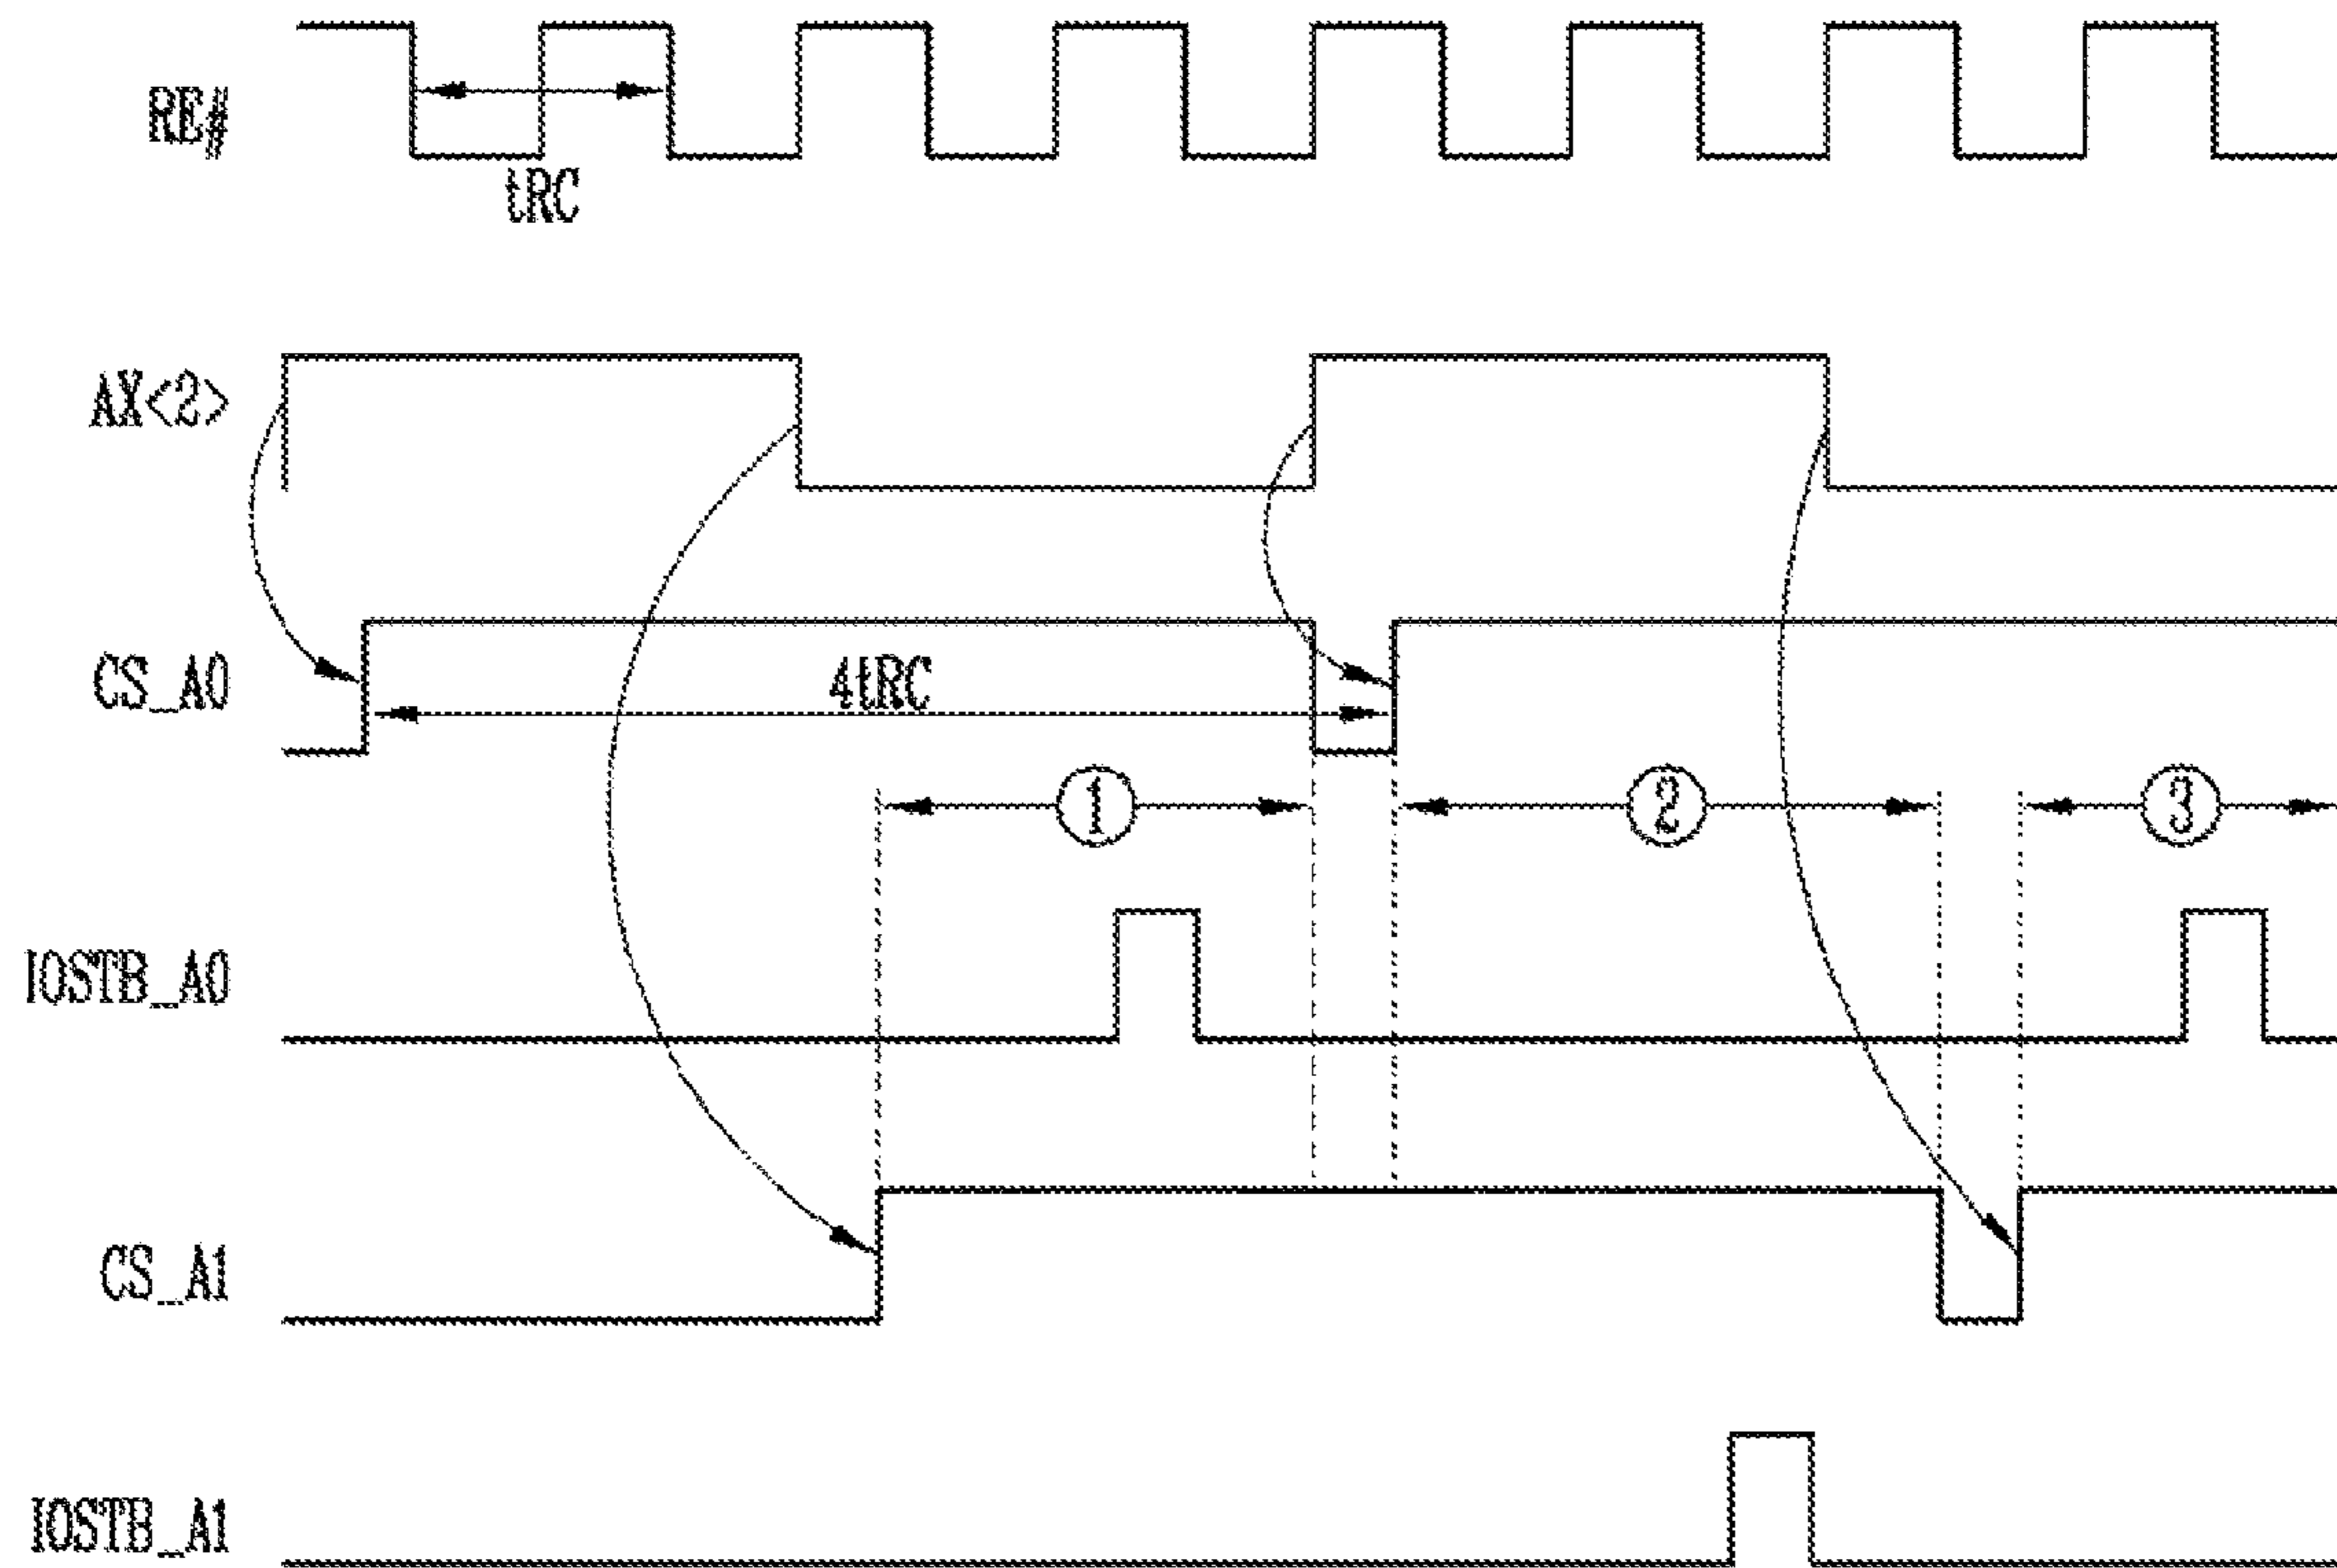 RE#
tRC
AX<2>
CS_A0
4tRC
① ② ③
IOSTB_A0
CS_A1
IOSTB_A1